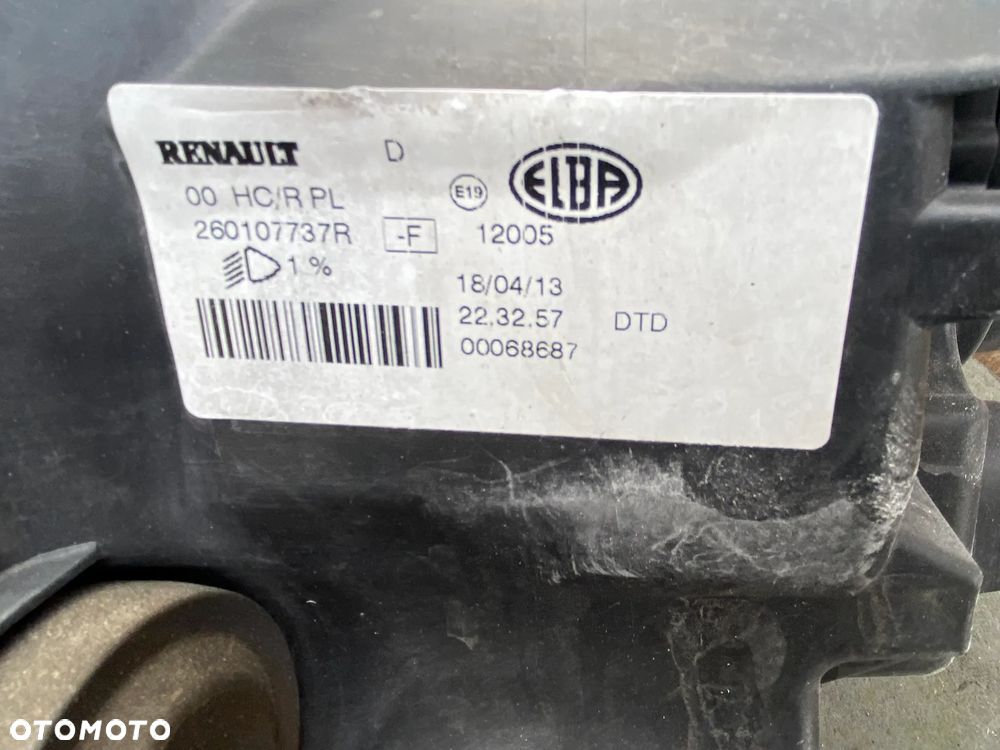 RENAULT D
ELBA
00 HC/R PL E19
260107737R -F 12005
1 %
18/04/13
22.32.57 DTD
00068687
OTOMOTO